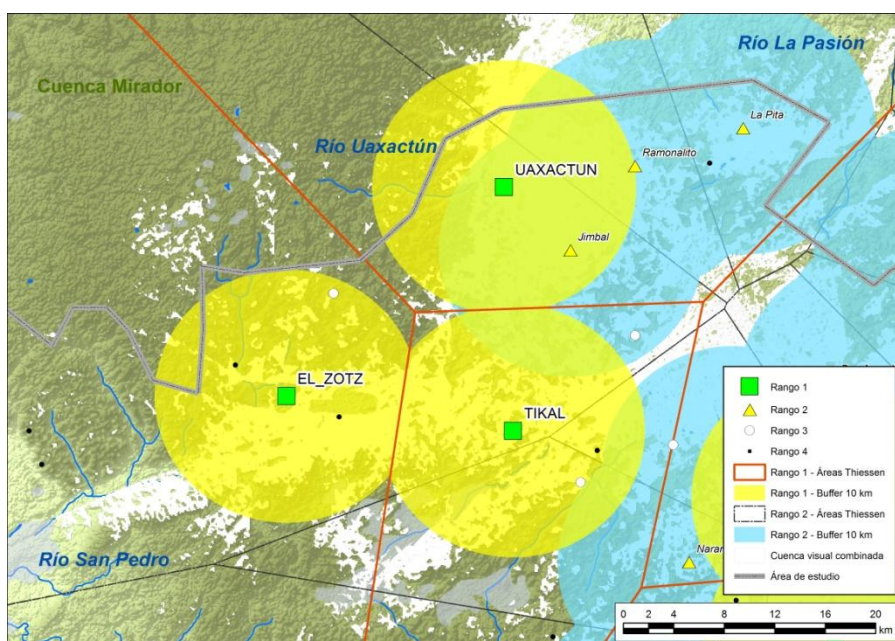 Río La Pasión
Cuenca Mirador
La Pita
Río Uaxactún
Ramonalito
UAXACTUN
Jimbal
EL_ZOTZ
TIKAL
Río San Pedro
Naran
Rango 1
Rango 2
Rango 3
Rango 4
Rango 1 - Áreas Thiessen
Rango 1 - Buffer 10 km
Rango 2 - Áreas Thiessen
Rango 2 - Buffer 10 km
Cuenca visual combinada
Área de estudio
0 2 4 8 12 16 20
km